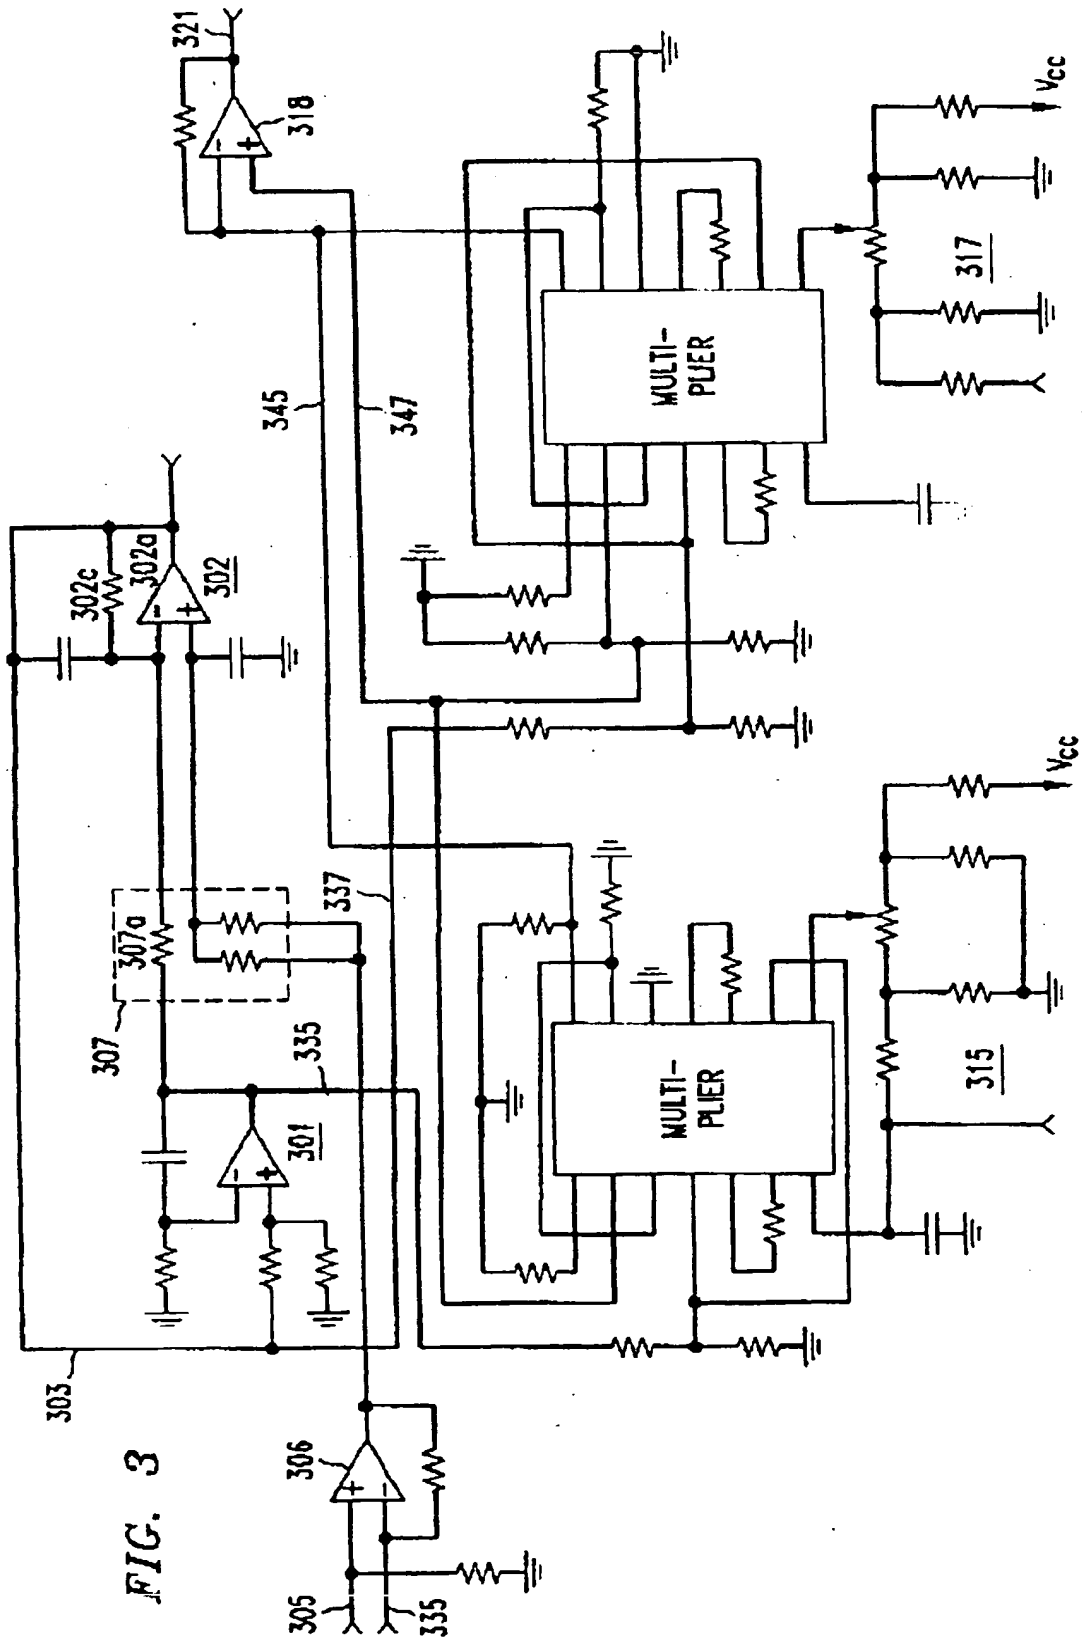 FIG. 3
303
305
335
306
301
335
307
307a
337
302c
302a
302
345
347
321
318
MULTI-
PLIER
315
VCC
MULTI-
PLIER
317
VCC
-
+
-
+
-
+
+
-